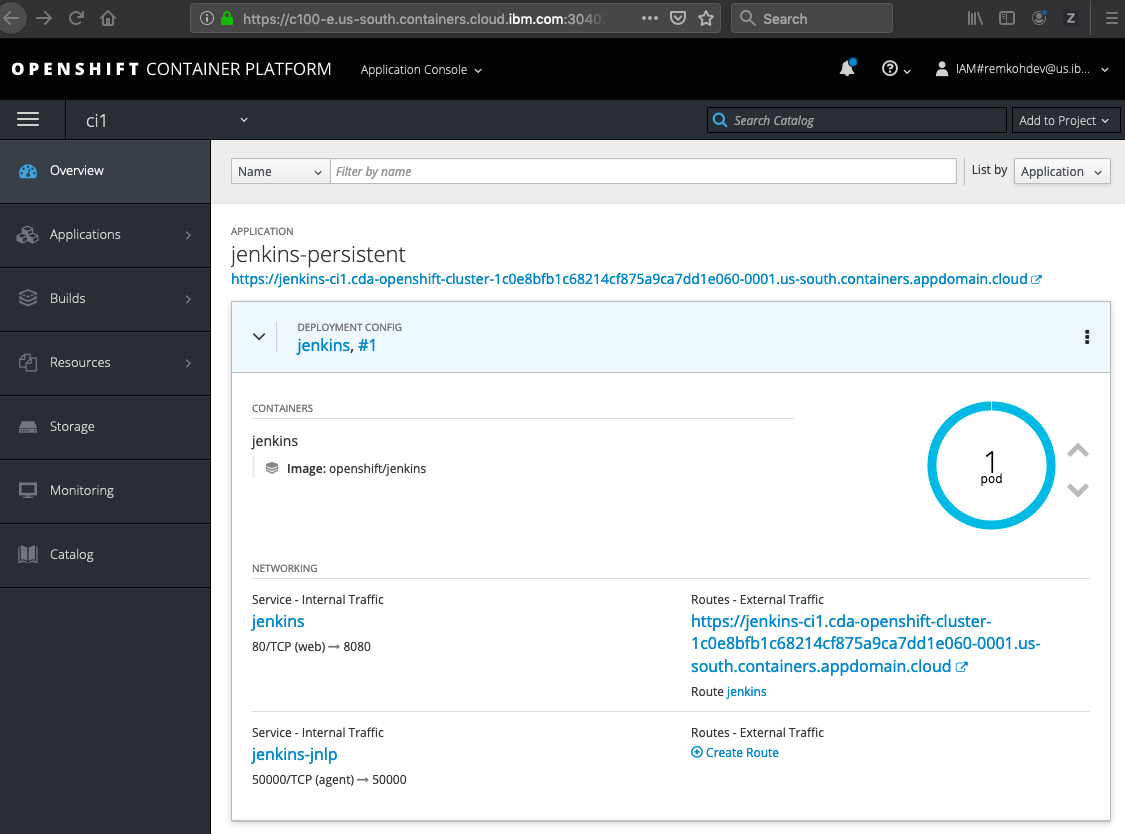 https://c100-e.us-south.containers.cloud.ibm.com:3040
Search
Z
OPENSHIFT CONTAINER PLATFORM
Application Console
IAM#remkohdev@us.ib...
ci1
Search Catalog
Add to Project
Overview
Applications
Builds
Resources
Storage
Monitoring
Catalog
Name
Filter by name
List by
Application
APPLICATION
jenkins-persistent
https://jenkins-ci1.cda-openshift-cluster-1c0e8bfb1c68214cf875a9ca7dd1e060-0001.us-south.containers.appdomain.cloud
DEPLOYMENT CONFIG
jenkins, #1
CONTAINERS
jenkins
Image: openshift/jenkins
1
pod
NETWORKING
Service - Internal Traffic
jenkins
80/TCP (web) → 8080
Routes - External Traffic
https://jenkins-ci1.cda-openshift-cluster-
1c0e8bfb1c68214cf875a9ca7dd1e060-0001.us-
south.containers.appdomain.cloud
Route jenkins
Service - Internal Traffic
jenkins-jnlp
50000/TCP (agent) → 50000
Routes - External Traffic
Create Route